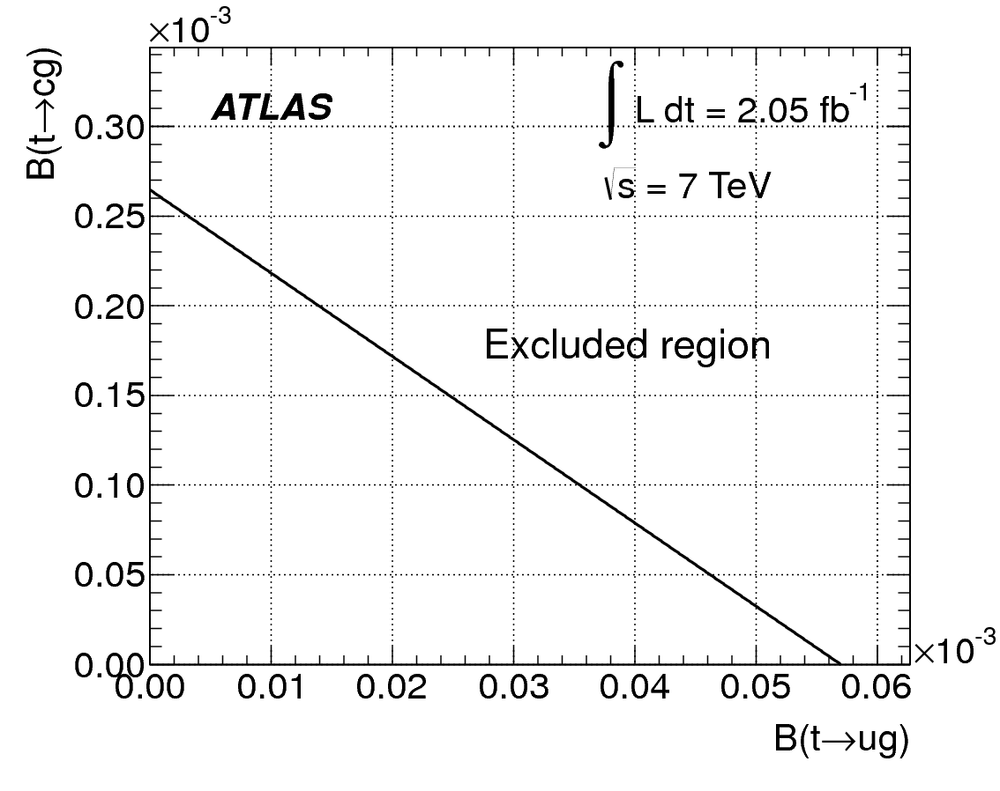 ×10⁻³
B(t→cg)
ATLAS
∫ L dt = 2.05 fb⁻¹
√s = 7 TeV
Excluded region
0.30
0.25
0.20
0.15
0.10
0.05
0.00
0.00 0.01 0.02 0.03 0.04 0.05 0.06
×10⁻³
B(t→ug)